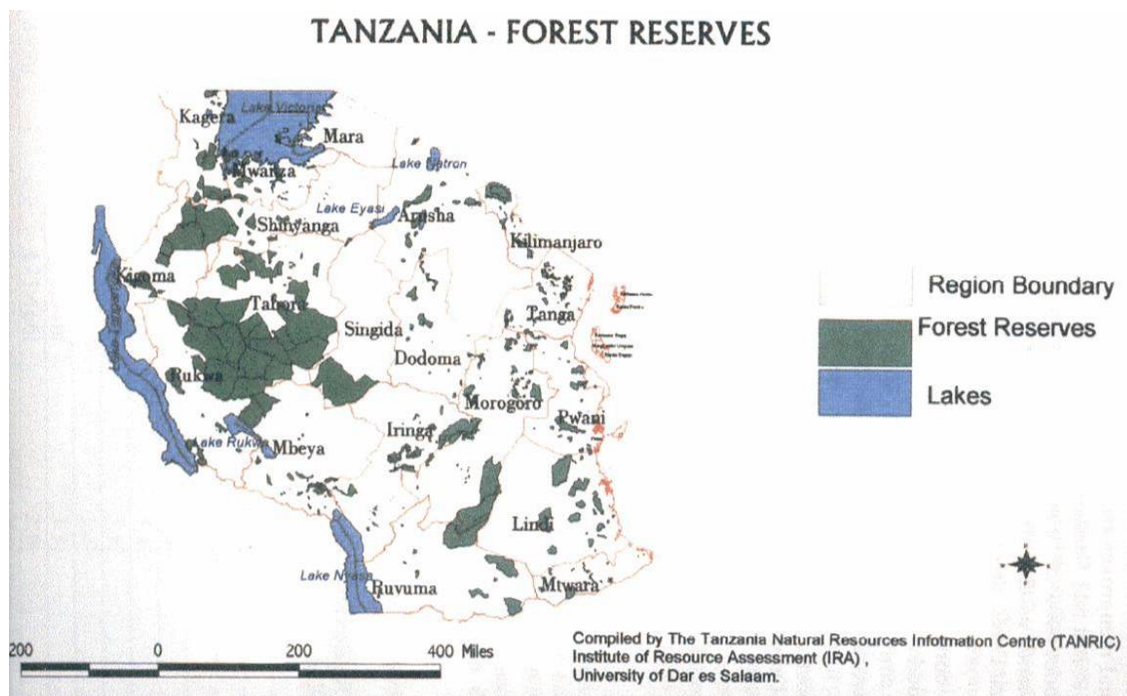 TANZANIA - FOREST RESERVES
Lake Victoria
Kagera
Mara
Lake Natron
Mwanza
Lake Eyasi
Arusha
Shinyanga
Kilimanjaro
Kigoma
Region Boundary
Tabora
Tanga
Forest Reserves
Singida
Dodoma
Rukwa
Lakes
Morogoro
Pwani
Iringa
Lake Rukwa
Mbeya
Lindi
Lake Nyasa
Ruvuma
Mtwara
200 0 200 400 Miles
Compiled by The Tanzania Natural Resources Infotmation Centre (TANRIC)
Institute of Resource Assessment (IRA) ,
University of Dar es Salaam.